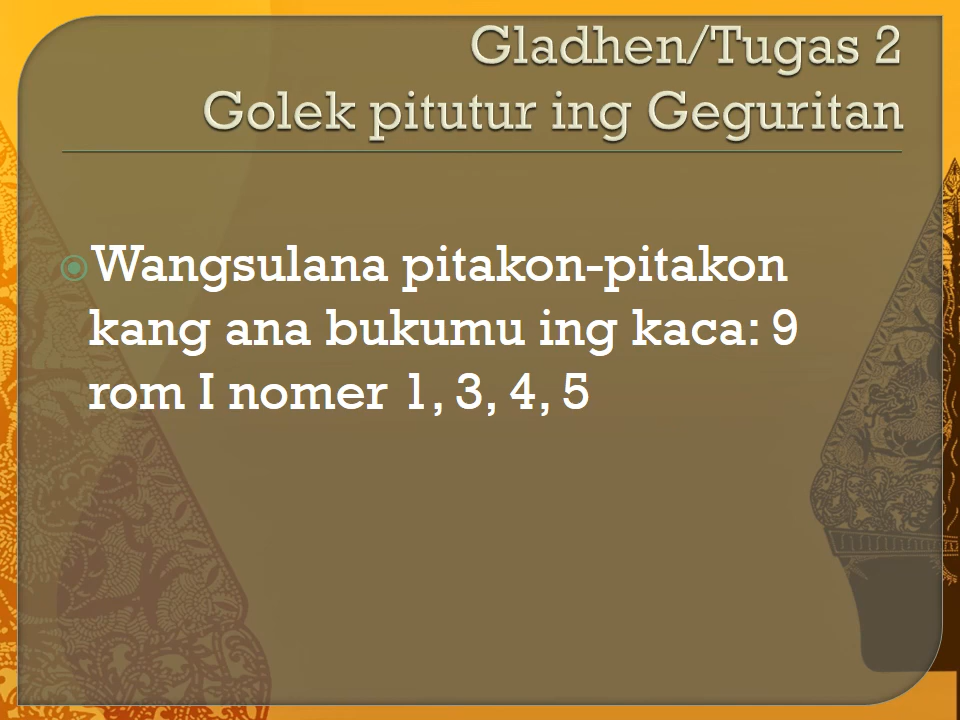 Gladhen/Tugas 2
Golek pitutur ing Geguritan
Wangsulana pitakon-pitakon
kang ana bukumu ing kaca: 9
rom I nomer 1, 3, 4, 5